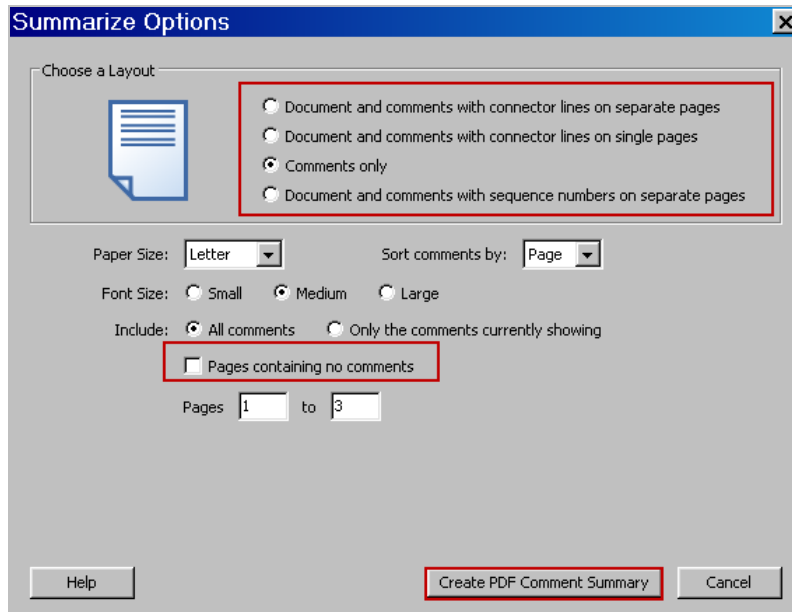 Summarize Options
Choose a Layout
Document and comments with connector lines on separate pages
Document and comments with connector lines on single pages
Comments only
Document and comments with sequence numbers on separate pages
Paper Size: Letter Sort comments by: Page
Font Size: Small Medium Large
Include: All comments Only the comments currently showing
Pages containing no comments
Pages 1 to 3
Help Create PDF Comment Summary Cancel